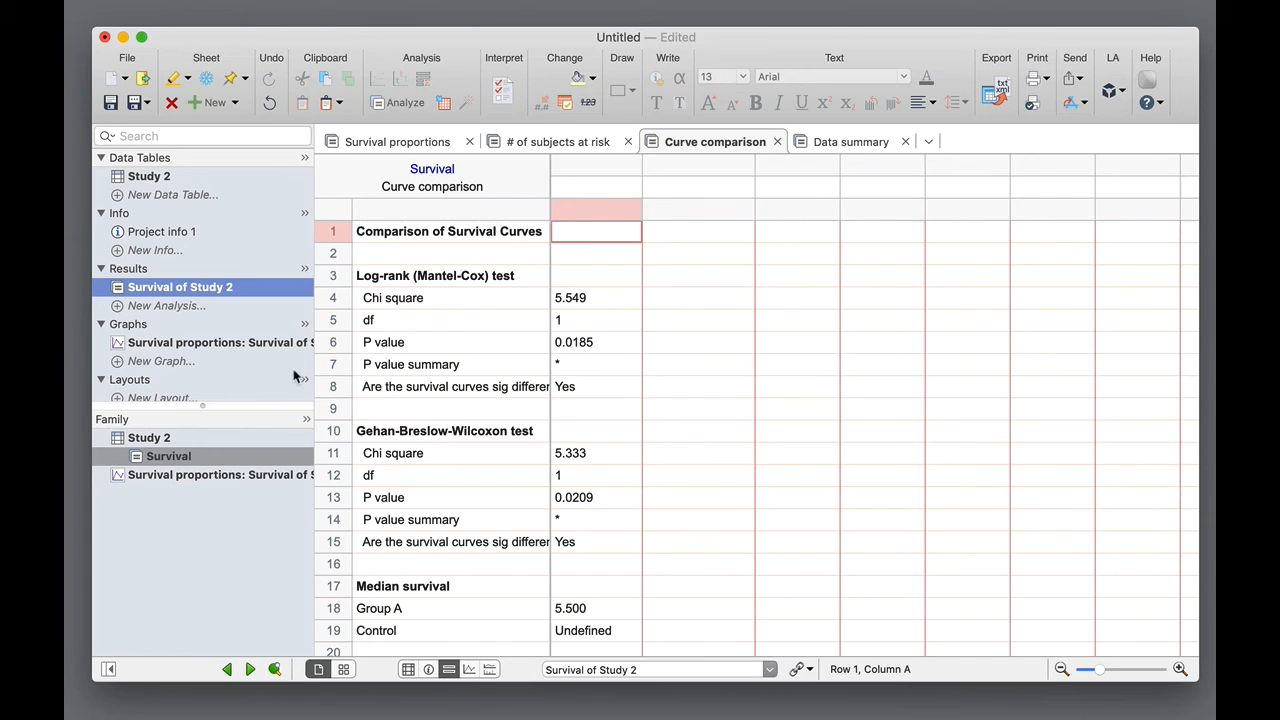 Untitled — Edited
File Sheet Undo Clipboard Analysis Interpret Change Draw Write Text Export Print Send LA Help
13 Arial
New Analyze
Search
Survival proportions # of subjects at risk Curve comparison Data summary
Data Tables
Study 2
New Data Table...
Info
Project info 1
New Info...
Results
Survival of Study 2
New Analysis...
Graphs
Survival proportions: Survival of S
New Graph...
Layouts
New Layout...
Family
Study 2
Survival
Survival proportions: Survival of S
Survival
Curve comparison
1 Comparison of Survival Curves
2
3 Log-rank (Mantel-Cox) test
4 Chi square 5.549
5 df 1
6 P value 0.0185
7 P value summary *
8 Are the survival curves sig differen Yes
9
10 Gehan-Breslow-Wilcoxon test
11 Chi square 5.333
12 df 1
13 P value 0.0209
14 P value summary *
15 Are the survival curves sig differen Yes
16
17 Median survival
18 Group A 5.500
19 Control Undefined
20
Survival of Study 2 Row 1, Column A